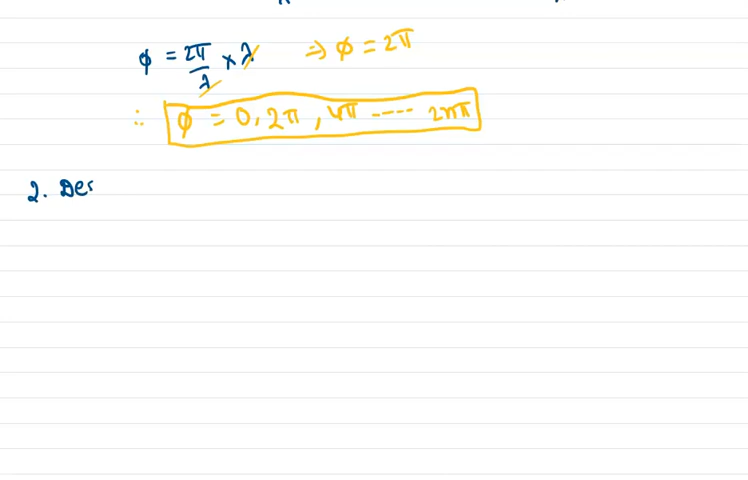 φ = 2π/λ × λ ⇒ φ = 2π
∴ φ = 0, 2π, 4π ---- 2nπ
2. Des